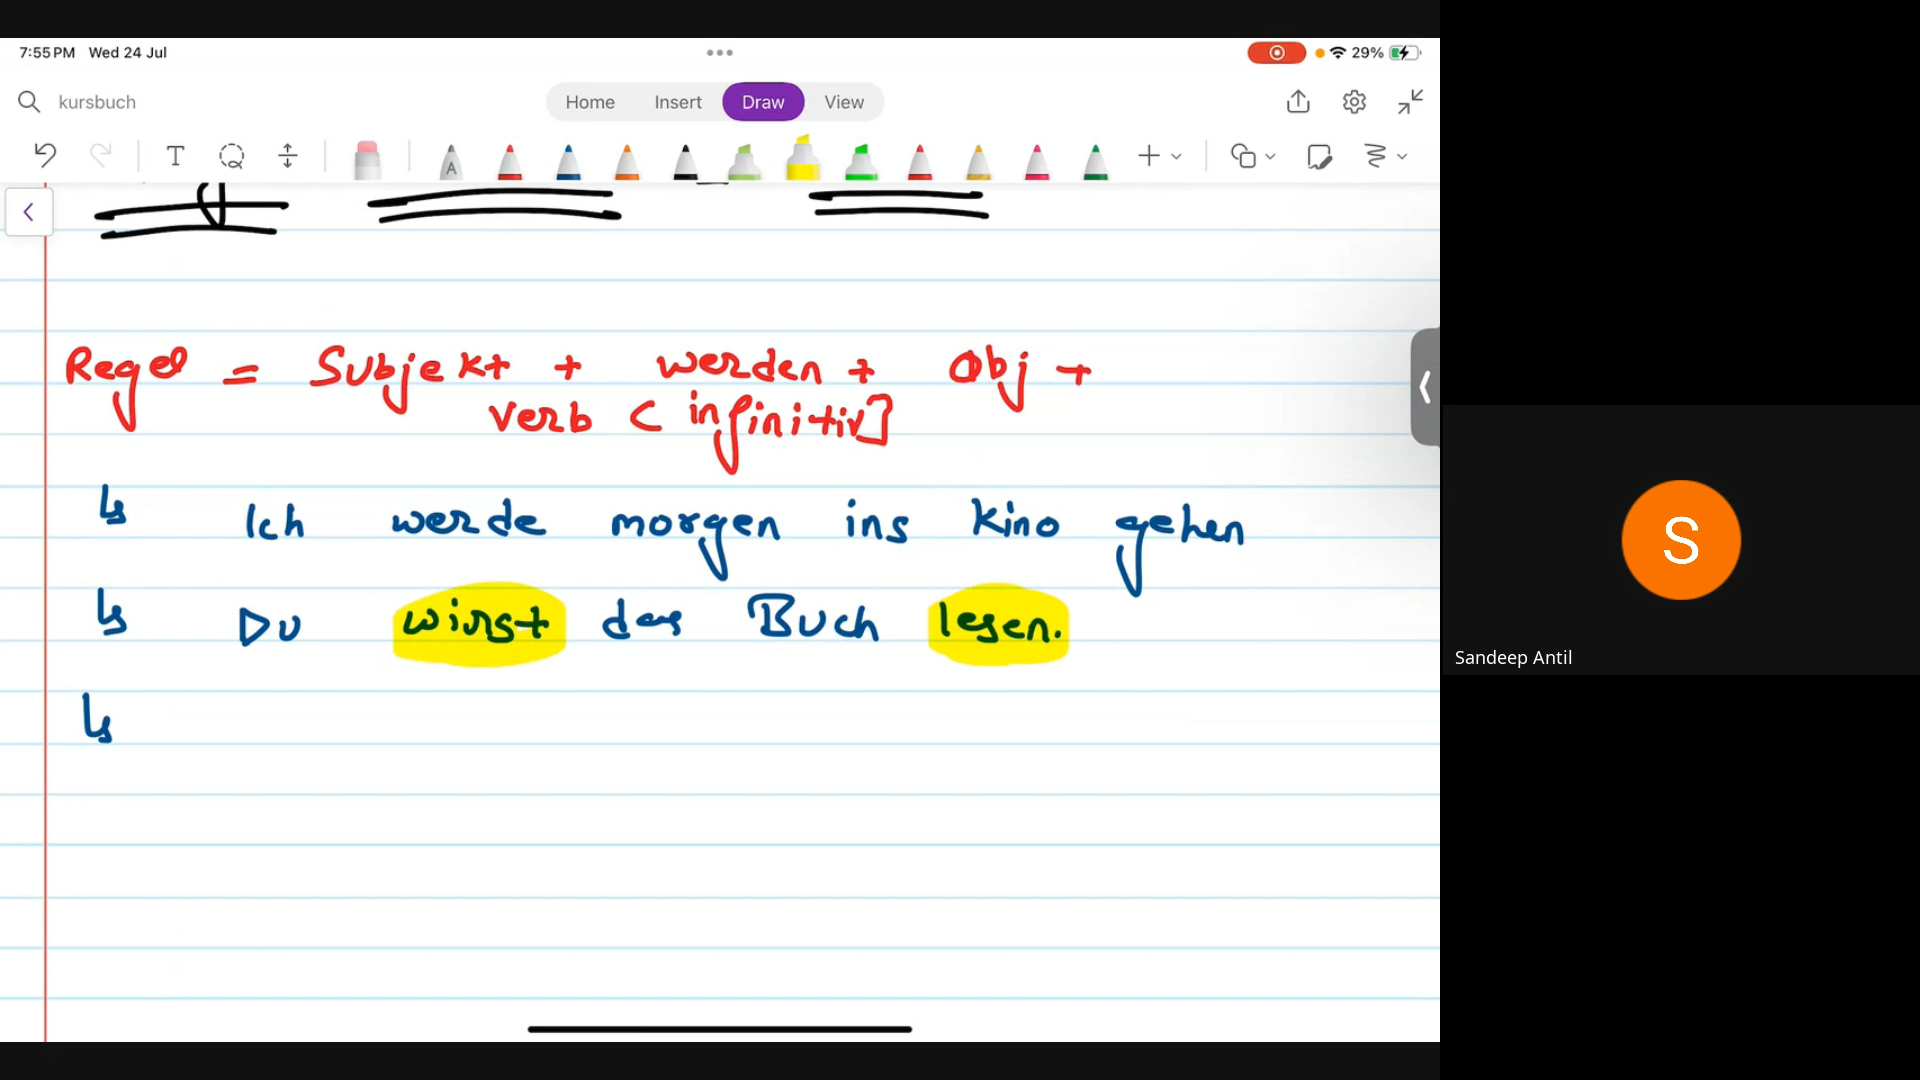 7:55 PM Wed 24 Jul
29%
kursbuch
Home Insert Draw View
T
A
Regel = Subjekt + werden + Obj +
verb ( infinitiv]
↳ Ich werde morgen ins Kino gehen
↳ Du wirst das Buch lesen.
↳
S
Sandeep Antil